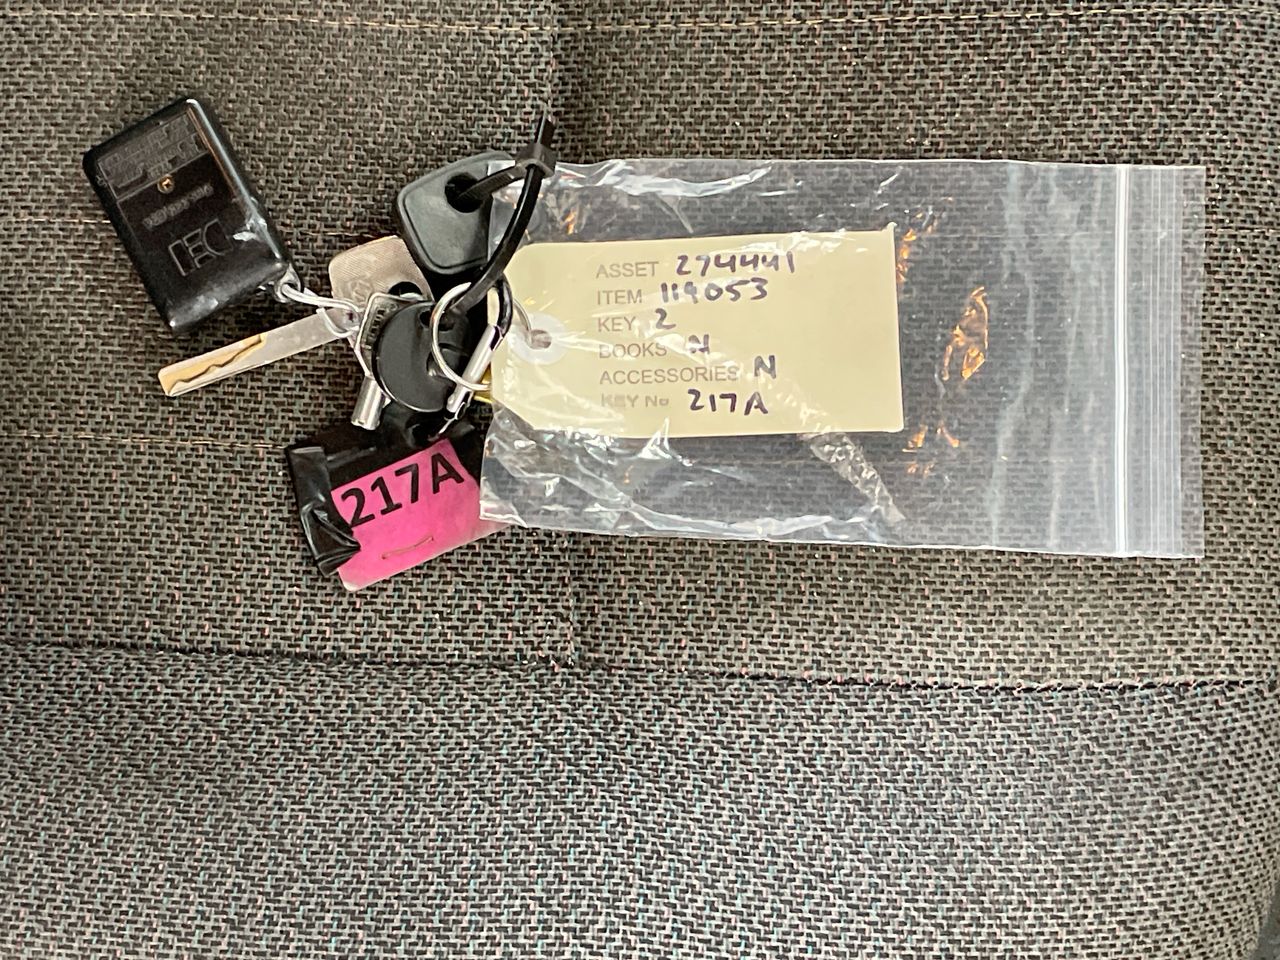 ASSET 274441
ITEM 119053
KEY 2
BOOKS N
ACCESSORIES N
KEY No 217A
217A